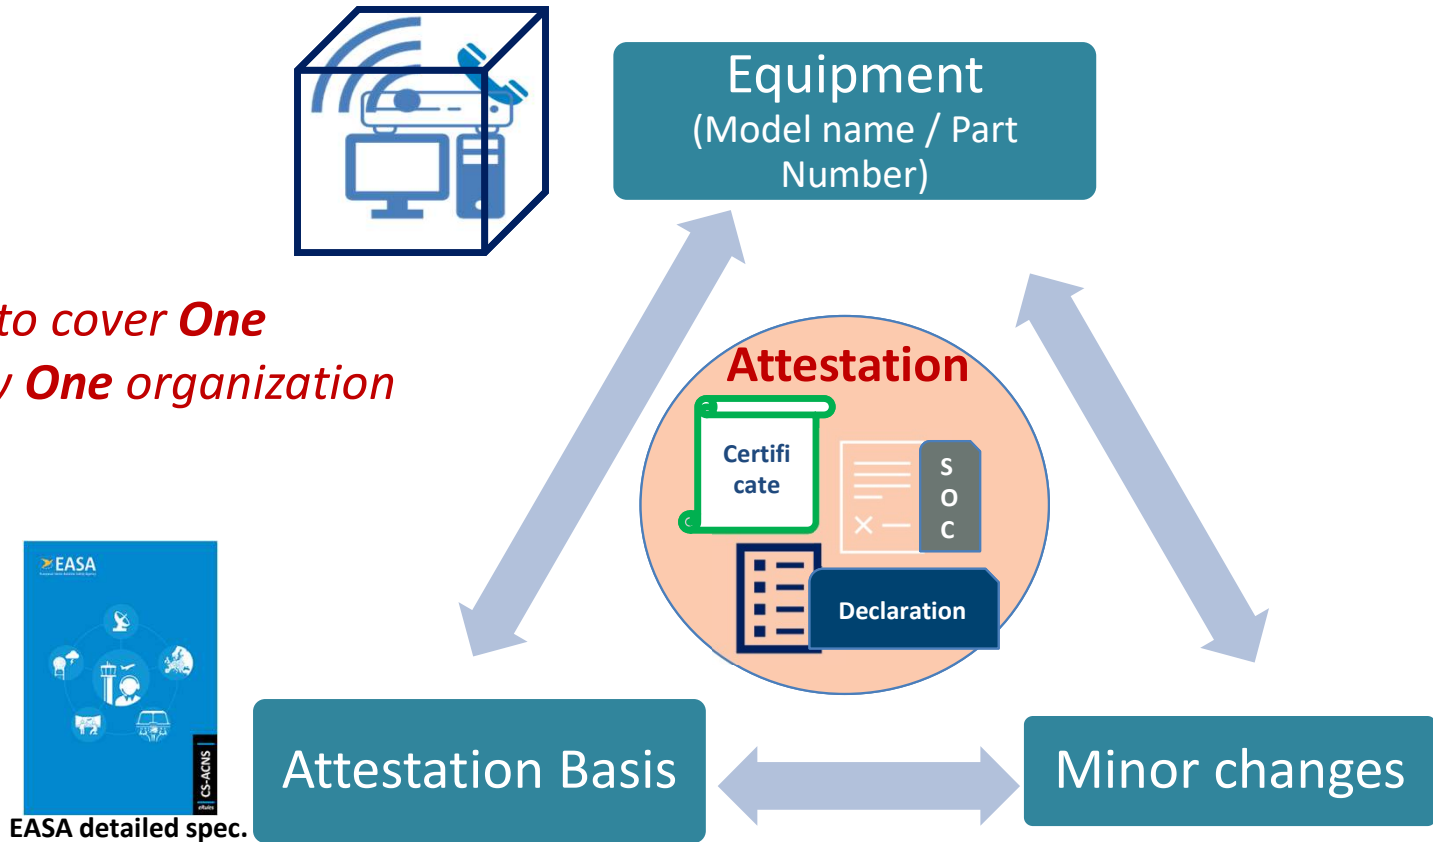 Equipment
(Model name / Part
Number)
to cover One
One organization
Attestation
Certifi
cate
S
O
C
Declaration
EASA
CS-ACNS
EASA detailed spec.
Attestation Basis
Minor changes